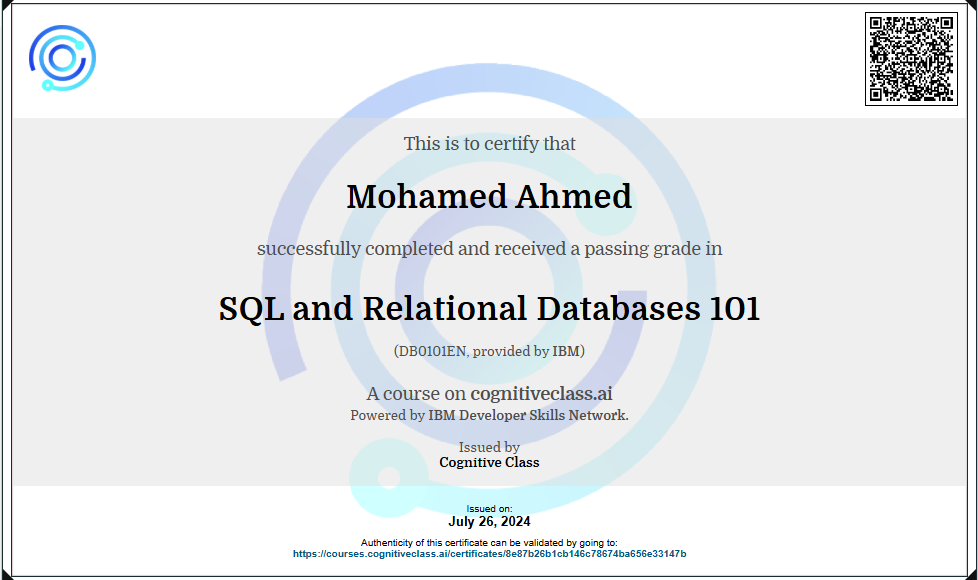 This is to certify that
Mohamed Ahmed
successfully completed and received a passing grade in
SQL and Relational Databases 101
(DB0101EN, provided by IBM)
A course on cognitiveclass.ai
Powered by IBM Developer Skills Network.
Issued by
Cognitive Class
Issued on:
July 26, 2024
Authenticity of this certificate can be validated by going to:
https://courses.cognitiveclass.ai/certificates/8e87b26b1cb146c78674ba656e33147b